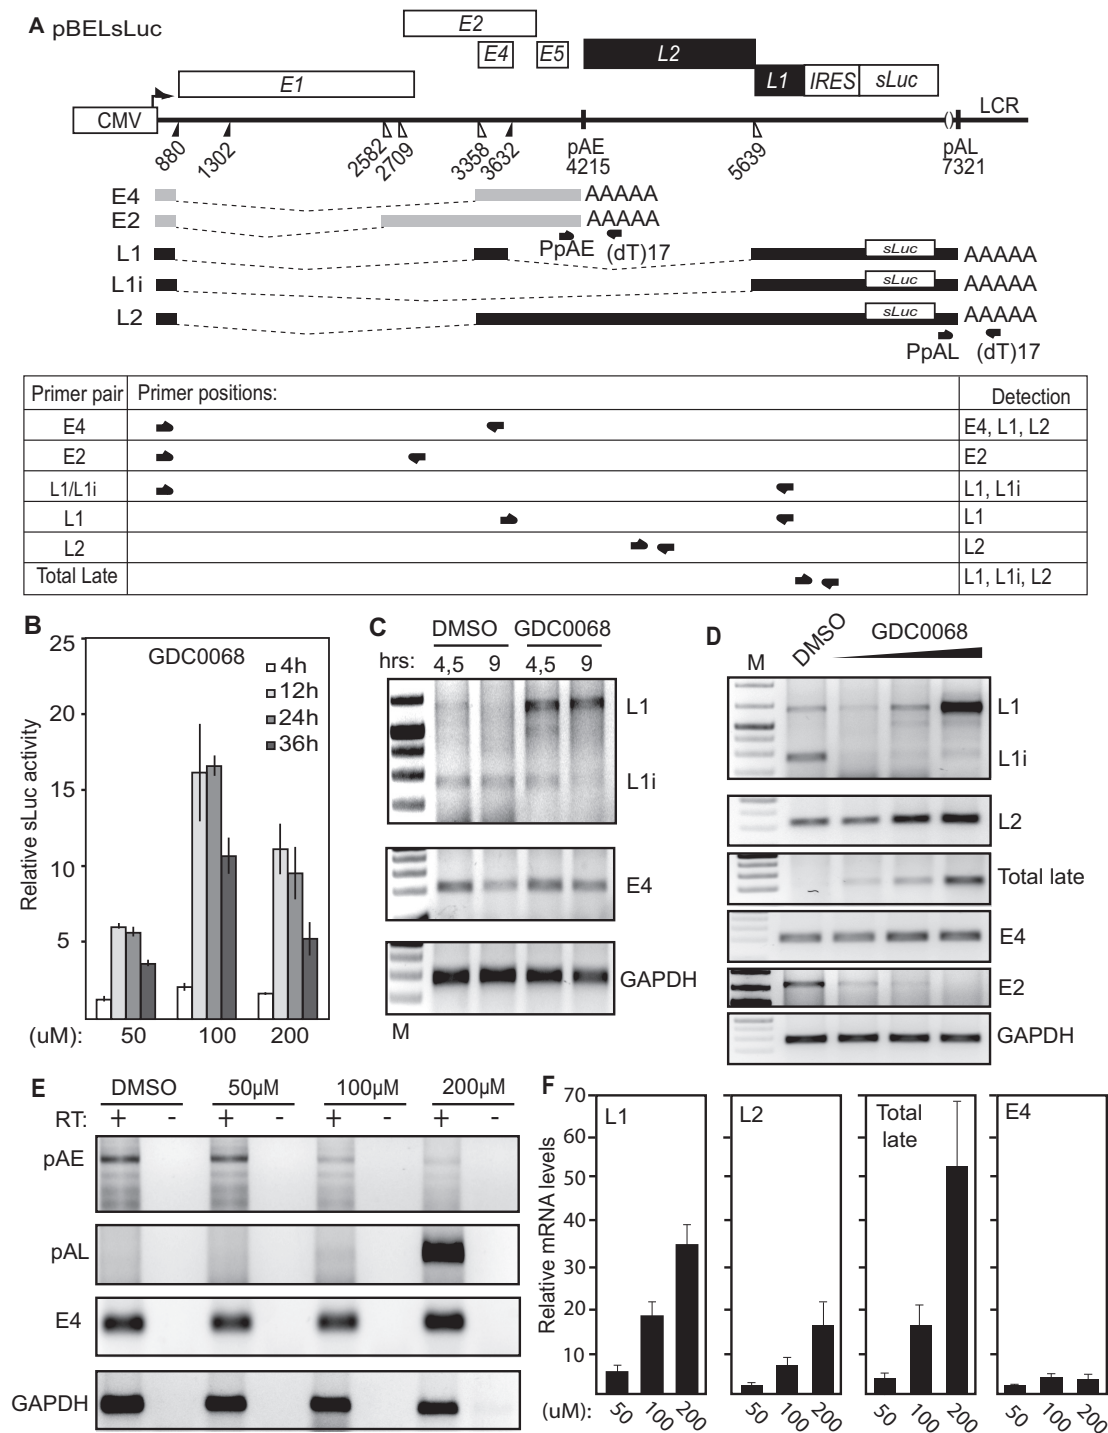 A pBELsLuc
E2
E4 E5 L2
E1 L1 IRES sLuc
CMV LCR
880 1302 2582 2709 3358 3632 pAE 4215 5639 pAL 7321
E4 AAAAA
E2 AAAAA
PpAE (dT)17
L1 sLuc AAAAA
L1i sLuc AAAAA
L2 sLuc AAAAA
PpAL (dT)17
Primer pair Primer positions: Detection
E4 E4, L1, L2
E2 E2
L1/L1i L1, L1i
L1 L1
L2 L2
Total Late L1, L1i, L2
B
GDC0068
4h
12h
24h
36h
Relative sLuc activity
25
20
15
10
5
(uM): 50 100 200
C
DMSO GDC0068
hrs: 4,5 9 4,5 9
L1
L1i
E4
GAPDH
M
D
M DMSO GDC0068
L1
L1i
L2
Total late
E4
E2
GAPDH
E
DMSO 50µM 100µM 200µM
RT: + - + - + - + -
pAE
pAL
E4
GAPDH
F
Relative mRNA levels
70
60
50
40
30
20
10
L1 L2 Total late E4
(uM): 50 100 200 50 100 200 50 100 200 50 100 200